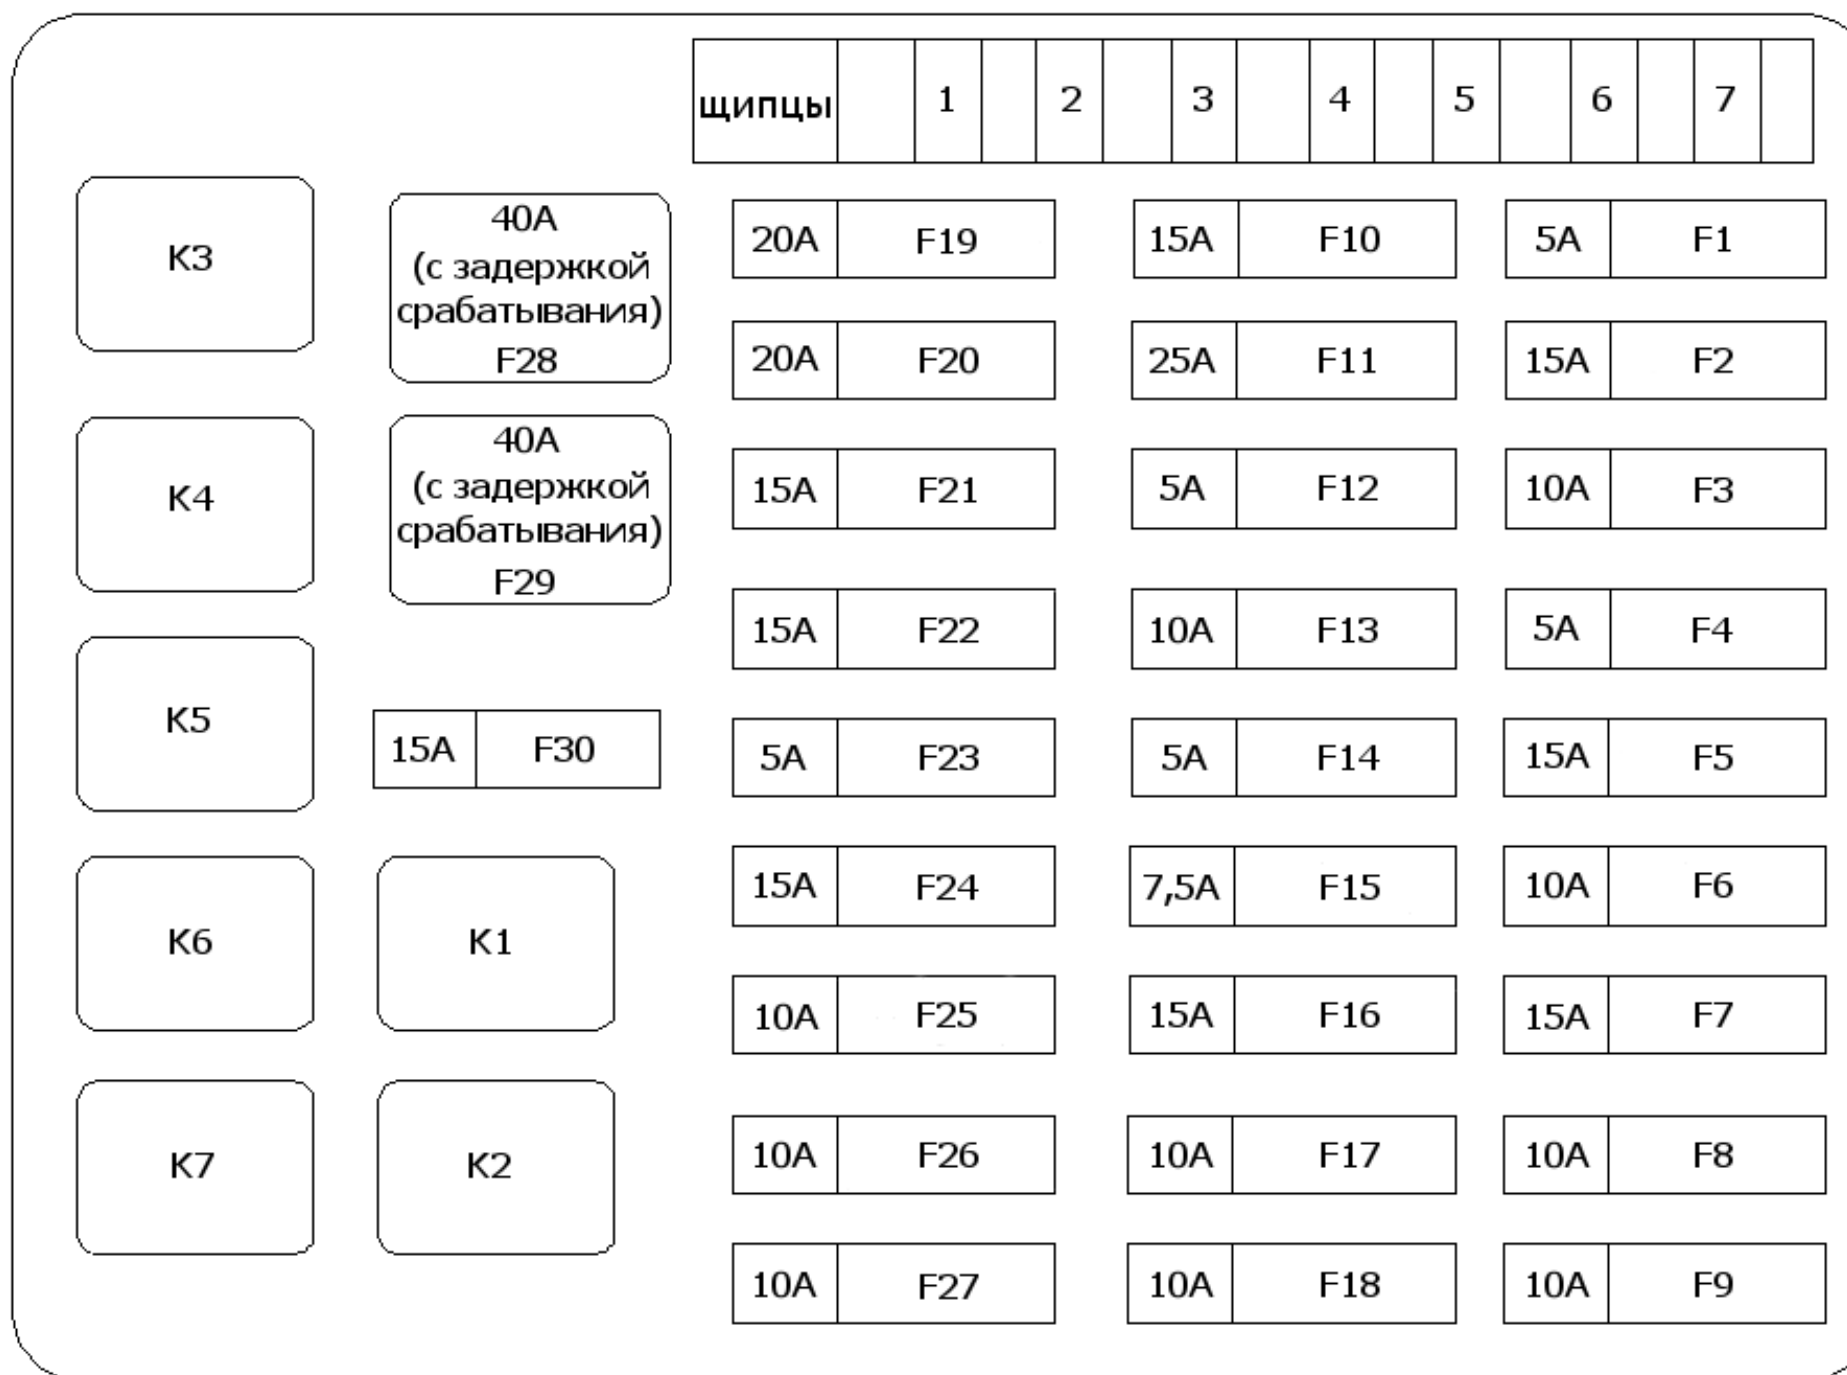 щипцы 1 2 3 4 5 6 7
K3
40A
(с задержкой
срабатывания)
F28
20A F19 15A F10 5A F1
20A F20 25A F11 15A F2
K4
40A
(с задержкой
срабатывания)
F29
15A F21 5A F12 10A F3
15A F22 10A F13 5A F4
K5 15A F30 5A F23 5A F14 15A F5
15A F24 7,5A F15 10A F6
K6 K1
10A F25 15A F16 15A F7
K7 K2 10A F26 10A F17 10A F8
10A F27 10A F18 10A F9